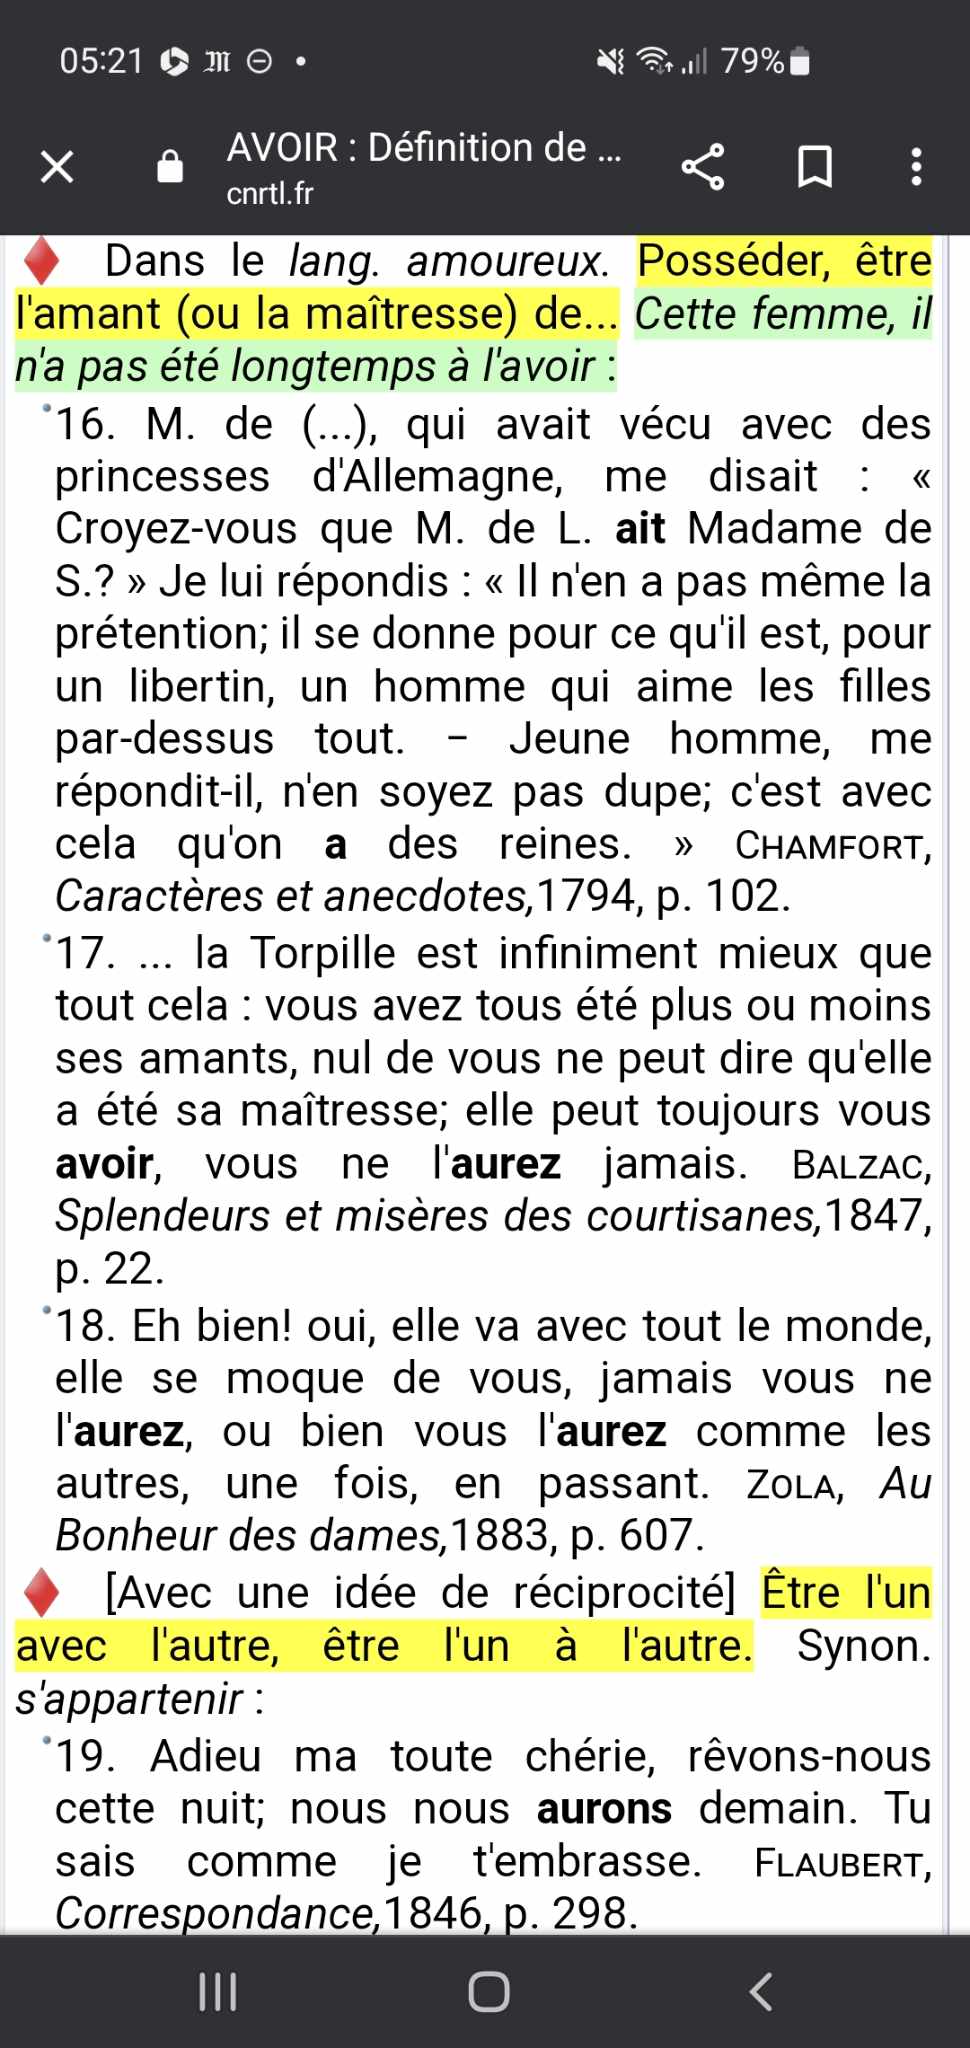 05:21 79%
AVOIR : Définition de ...
cnrtl.fr
Dans le lang. amoureux. Posséder, être
l'amant (ou la maîtresse) de... Cette femme, il
n'a pas été longtemps à l'avoir :
16. M. de (...), qui avait vécu avec des
princesses d'Allemagne, me disait : «
Croyez-vous que M. de L. ait Madame de
S.? » Je lui répondis : « Il n'en a pas même la
prétention; il se donne pour ce qu'il est, pour
un libertin, un homme qui aime les filles
par-dessus tout. − Jeune homme, me
répondit-il, n'en soyez pas dupe; c'est avec
cela qu'on a des reines. » CHAMFORT,
Caractères et anecdotes,1794, p. 102.
17. ... la Torpille est infiniment mieux que
tout cela : vous avez tous été plus ou moins
ses amants, nul de vous ne peut dire qu'elle
a été sa maîtresse; elle peut toujours vous
avoir, vous ne l'aurez jamais. BALZAC,
Splendeurs et misères des courtisanes,1847,
p. 22.
18. Eh bien! oui, elle va avec tout le monde,
elle se moque de vous, jamais vous ne
l'aurez, ou bien vous l'aurez comme les
autres, une fois, en passant. ZOLA, Au
Bonheur des dames,1883, p. 607.
[Avec une idée de réciprocité] Être l'un
avec l'autre, être l'un à l'autre. Synon.
s'appartenir :
19. Adieu ma toute chérie, rêvons-nous
cette nuit; nous nous aurons demain. Tu
sais comme je t'embrasse. FLAUBERT,
Correspondance,1846, p. 298.